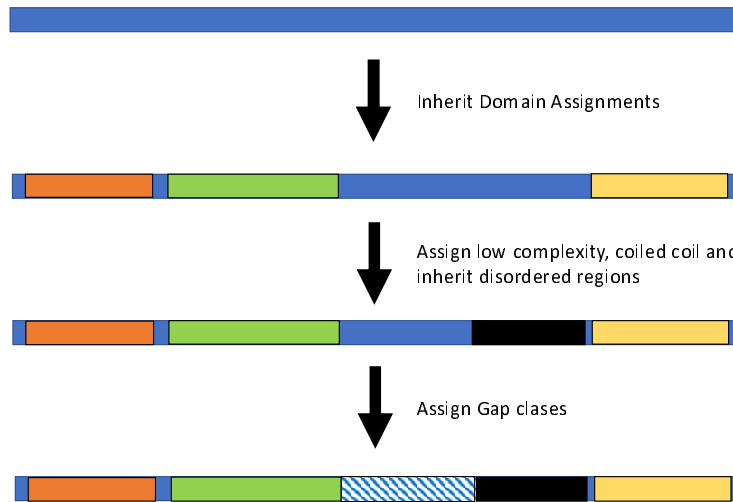 Inherit Domain Assignments
Assign low complexity, coiled coil and
inherit disordered regions
Assign Gap clases